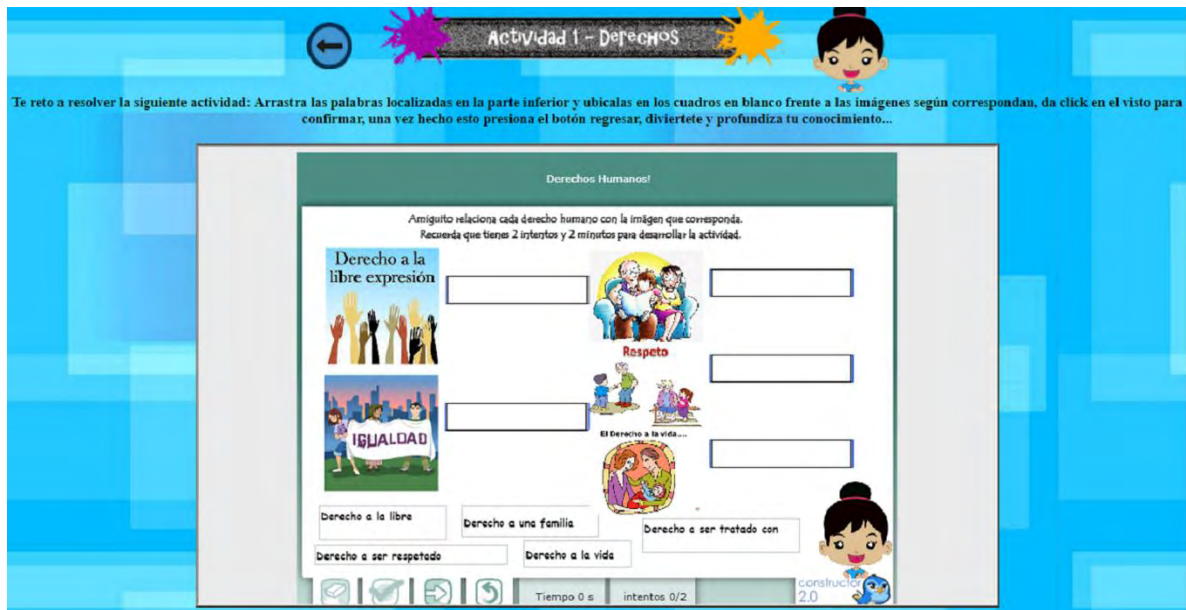 Actividad 1 - Derechos
Te reto a resolver la siguiente actividad: Arrastra las palabras localizadas en la parte inferior y ubicalas en los cuadros en blanco frente a las imágenes según correspondan, da click en el visto para
confirmar, una vez hecho esto presiona el botón regresar, diviertete y profundiza tu conocimiento...
Derechos Humanos!
Amiguito relaciona cada derecho humano con la imágen que corresponda.
Recuerda que tienes 2 intentos y 2 minutos para desarrollar la actividad.
Derecho a la
libre expresión
Respeto
IGUALDAD
El Derecho a la vida....
Derecho a la libre
Derecho a una familia
Derecho a ser tratado con
Derecho a ser respetado
Derecho a la vida
Tiempo 0 s
intentos 0/2
constructor
2.0